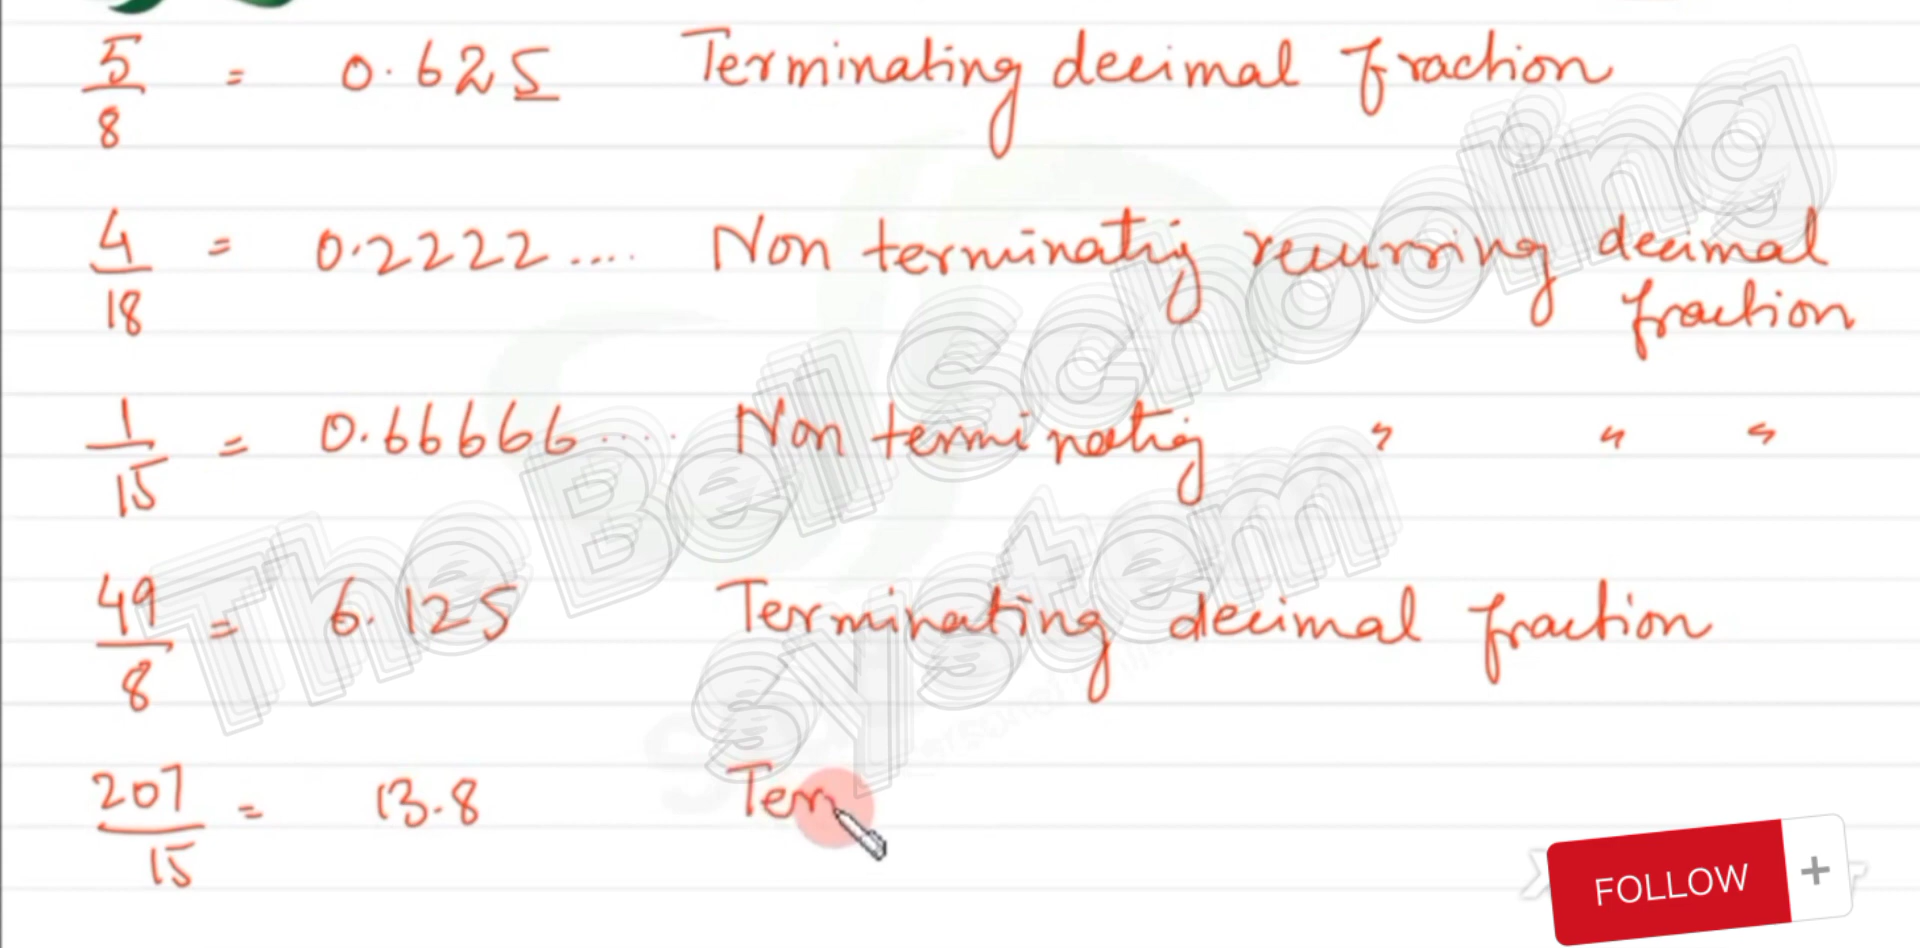 5/8 = 0.625 Terminating decimal fraction
4/18 = 0.2222.... Non terminating recurring decimal
fraction
1/15 = 0.66666.... Non terminating " " "
49/8 = 6.125 Terminating decimal fraction
207/15 = 13.8 Ter
The Bell Schooling
system
FOLLOW +